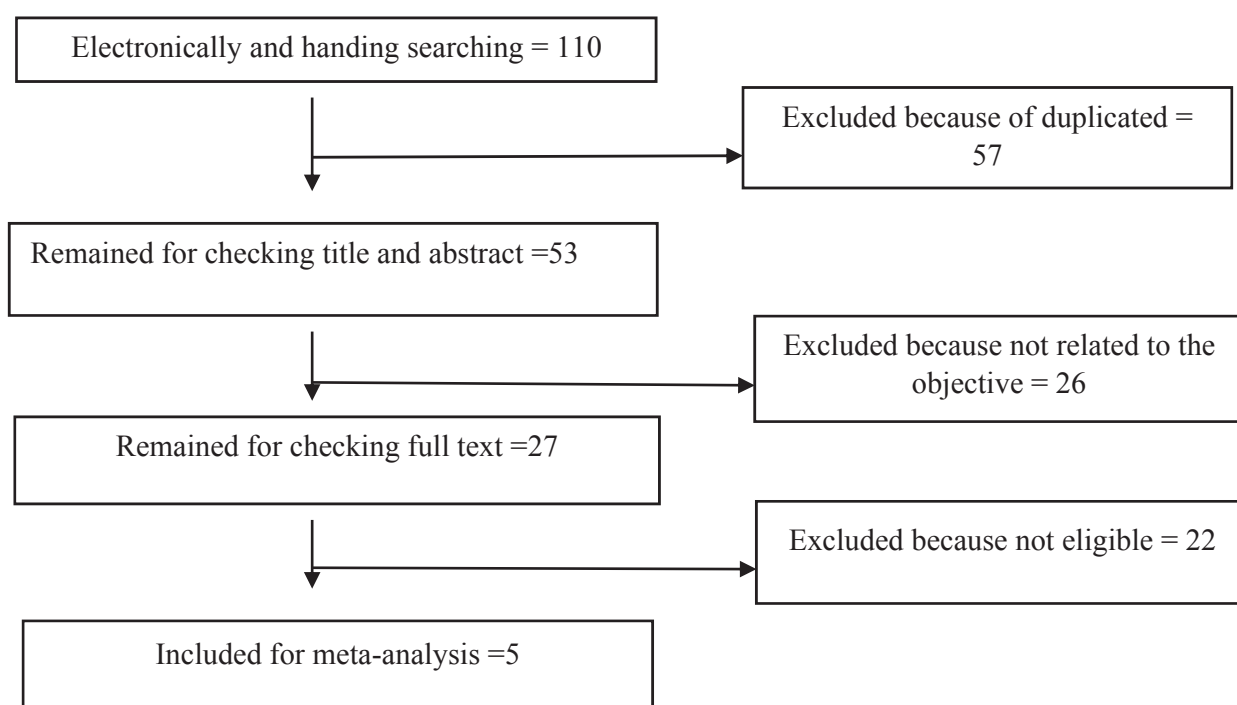 Electronically and handing searching = 110
Excluded because of duplicated =
57
Remained for checking title and abstract =53
Excluded because not related to the
objective = 26
Remained for checking full text =27
Excluded because not eligible = 22
Included for meta-analysis =5